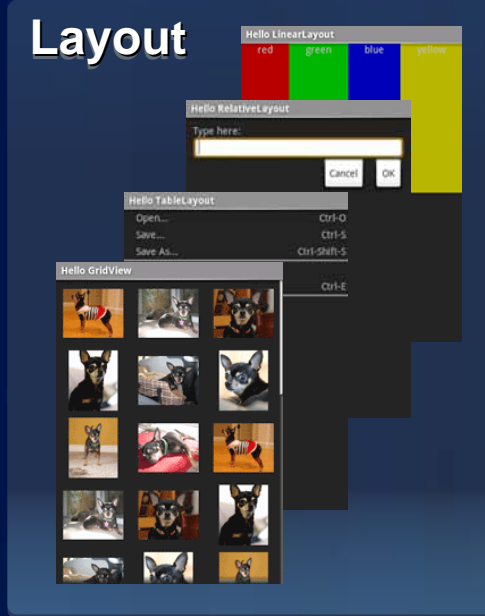 Layout
Hello LinearLayout
red green blue yellow
Hello RelativeLayout
Type here:
Cancel OK
Hello TableLayout
Open... Ctrl-O
Save... Ctrl-S
Save As... Ctrl-Shift-S
Ctrl-E
Hello GridView